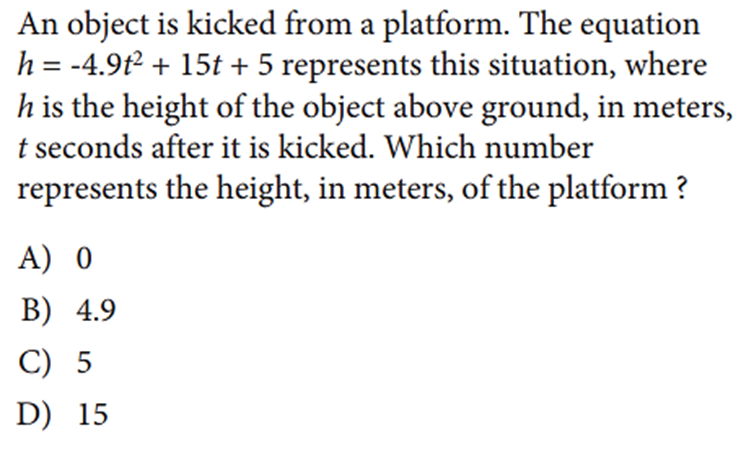 An object is kicked from a platform. The equation
h = -4.9t² + 15t + 5 represents this situation, where
h is the height of the object above ground, in meters,
t seconds after it is kicked. Which number
represents the height, in meters, of the platform ?
A) 0
B) 4.9
C) 5
D) 15